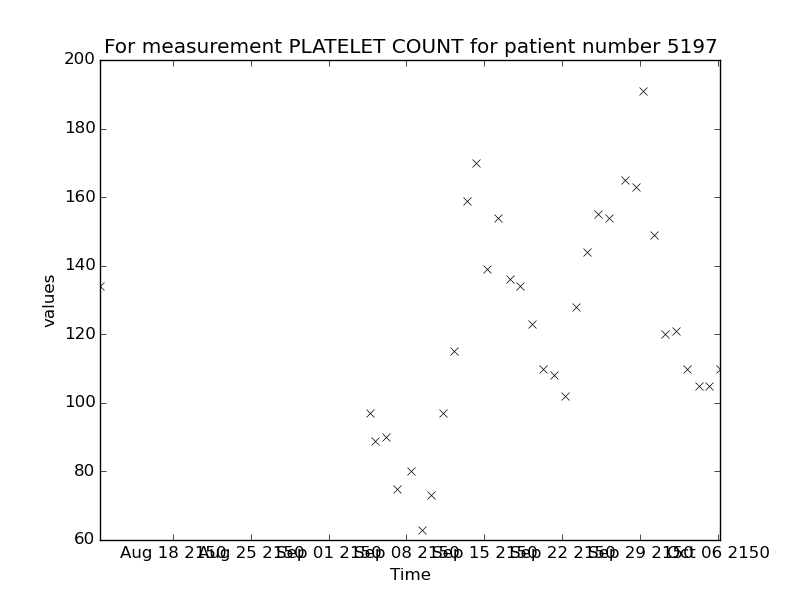 For measurement PLATELET COUNT for patient number 5197
200
180
160
140
120
100
80
60
values
Aug 18 2150 Aug 25 2150 Sep 01 2150 Sep 08 2150 Sep 15 2150 Sep 22 2150 Sep 29 2150 Oct 06 2150
Time